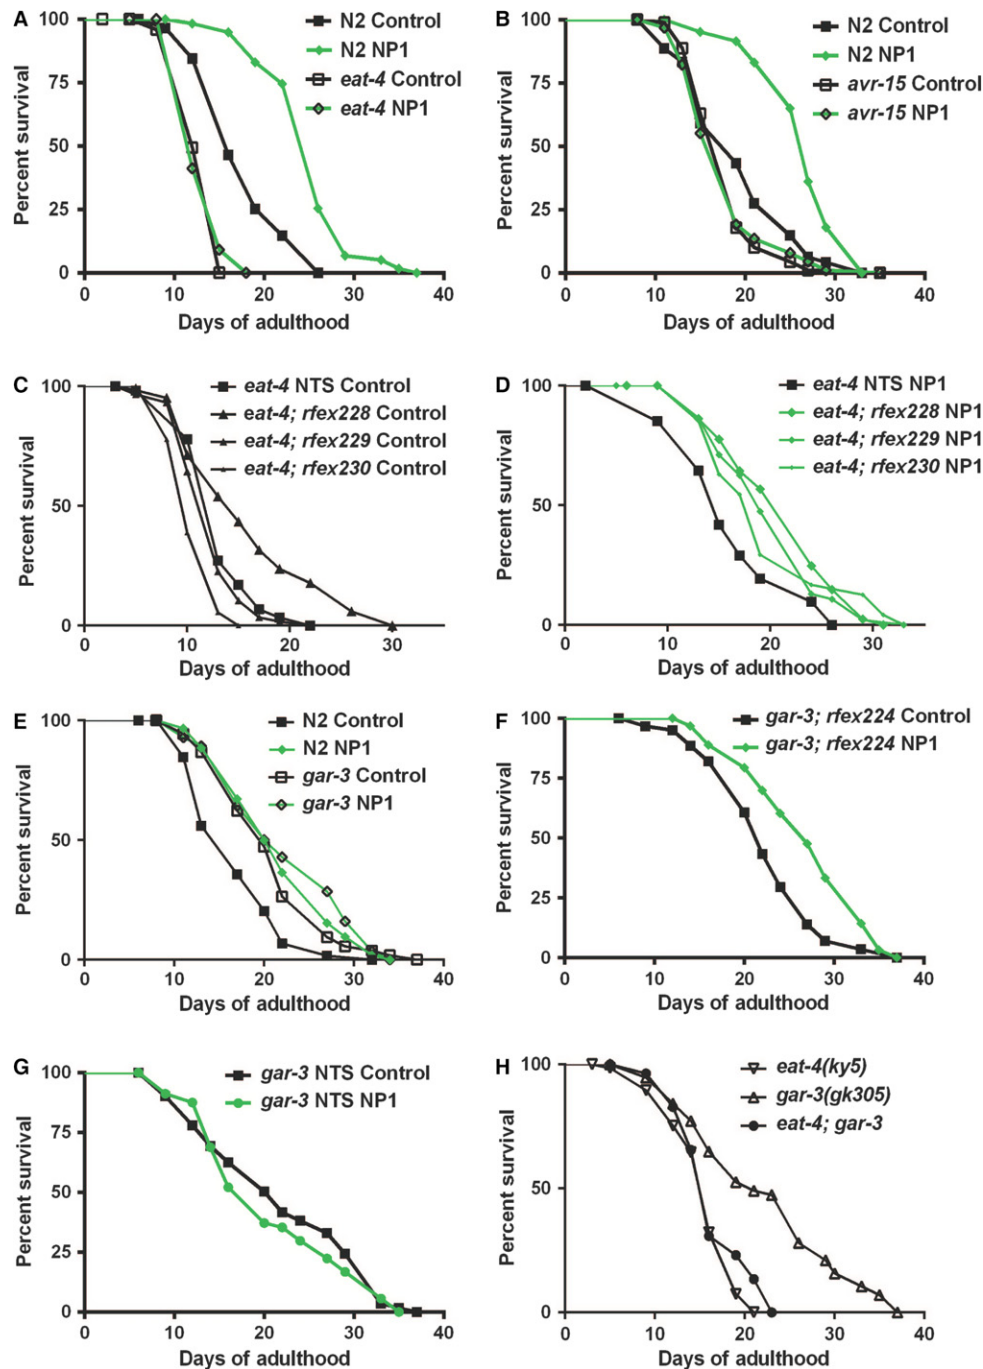 A
Percent survival
100
75
50
25
0
N2 Control
N2 NP1
eat-4 Control
eat-4 NP1
0 10 20 30 40
Days of adulthood
B
Percent survival
100
75
50
25
0
N2 Control
N2 NP1
avr-15 Control
avr-15 NP1
0 10 20 30 40
Days of adulthood
C
Percent survival
100
50
0
eat-4 NTS Control
eat-4; rfex228 Control
eat-4; rfex229 Control
eat-4; rfex230 Control
0 10 20 30
Days of adulthood
D
Percent survival
100
50
0
eat-4 NTS NP1
eat-4; rfex228 NP1
eat-4; rfex229 NP1
eat-4; rfex230 NP1
0 10 20 30
Days of adulthood
E
Percent survival
100
50
0
N2 Control
N2 NP1
gar-3 Control
gar-3 NP1
0 10 20 30 40
Days of adulthood
F
Percent survival
100
75
50
25
0
gar-3; rfex224 Control
gar-3; rfex224 NP1
0 10 20 30 40
Days of adulthood
G
Percent survival
100
75
50
25
0
gar-3 NTS Control
gar-3 NTS NP1
0 10 20 30 40
Days of adulthood
H
Percent survival
100
50
0
eat-4(ky5)
gar-3(gk305)
eat-4; gar-3
0 10 20 30 40
Days of adulthood